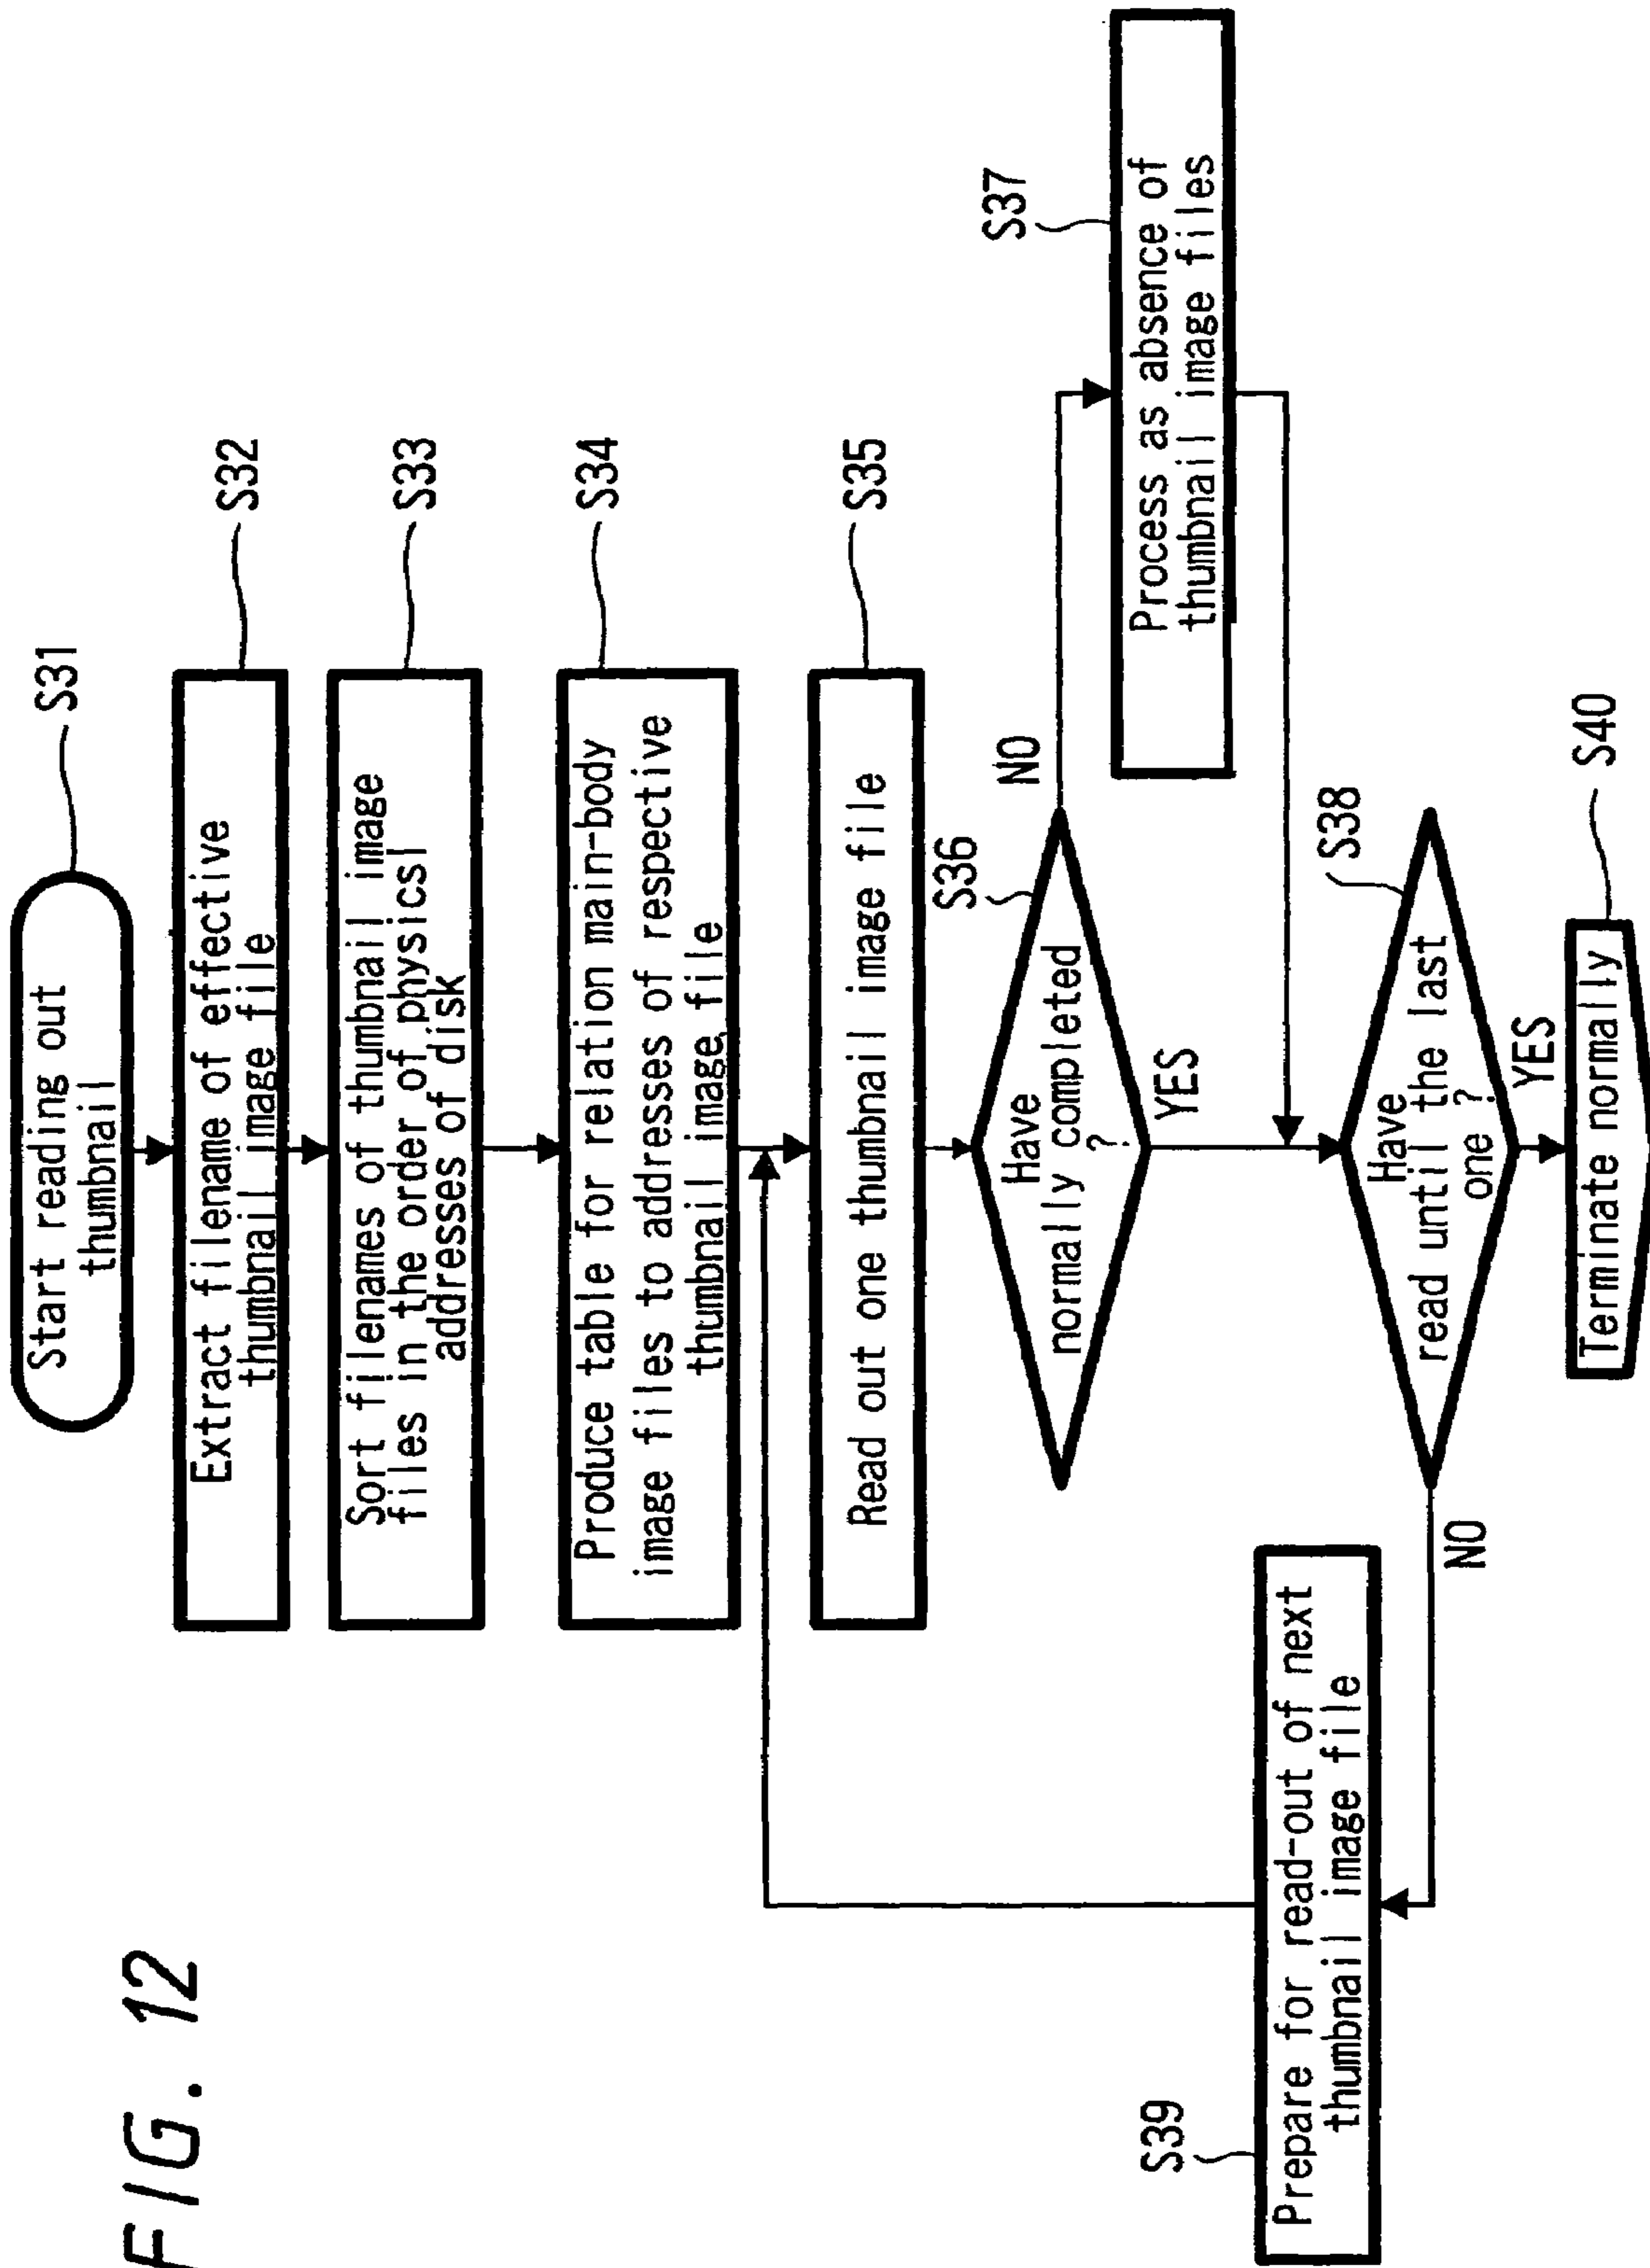 FIG. 12
Start reading out
thumbnail
S31
Extract filename of effective
thumbnail image file
S32
Sort filenames of thumbnail image
files in the order of physicsl
addresses of disk
S33
Produce table for relation main-body
image files to addresses of respective
thumbnail image file
S34
Read out one thumbnail image file
S35
Have
normally completed
?
S36
NO
YES
Process as absence of
thumbnail image files
S37
Have
read until the last
one ?
S38
NO
YES
Prepare for read-out of next
thumbnail image file
S39
Terminate normally
S40